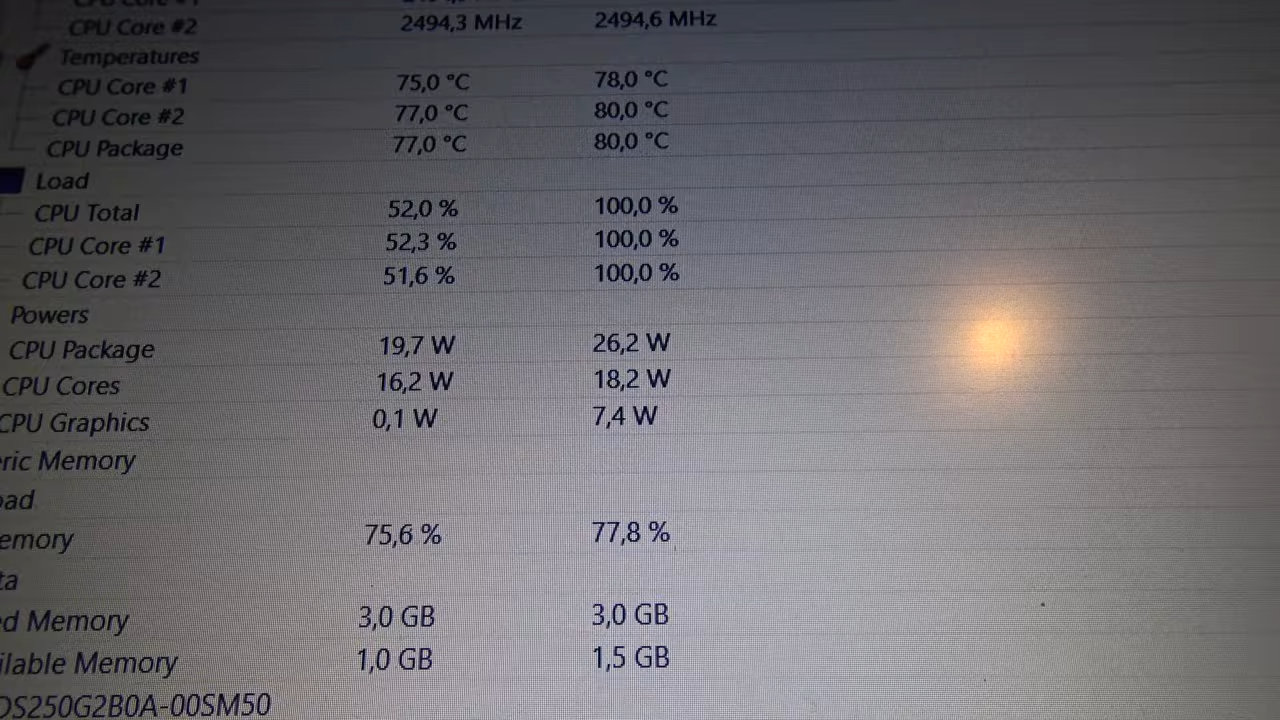 CPU Core #2 2494,3 MHz 2494,6 MHz
Temperatures
CPU Core #1 75,0 °C 78,0 °C
CPU Core #2 77,0 °C 80,0 °C
CPU Package 77,0 °C 80,0 °C
Load
CPU Total 52,0 % 100,0 %
CPU Core #1 52,3 % 100,0 %
CPU Core #2 51,6 % 100,0 %
Powers
CPU Package 19,7 W 26,2 W
CPU Cores 16,2 W 18,2 W
CPU Graphics 0,1 W 7,4 W
eric Memory
oad
emory 75,6 % 77,8 %
ta
ed Memory 3,0 GB 3,0 GB
ilable Memory 1,0 GB 1,5 GB
DS250G2B0A-00SM50